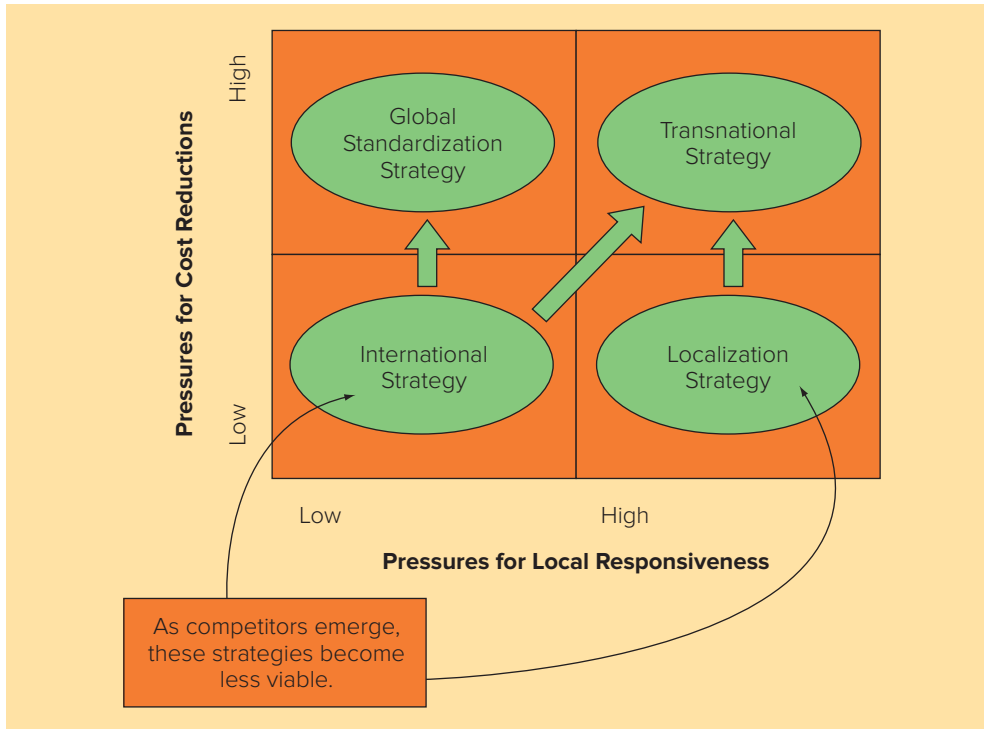 High
Low
Pressures for Cost Reductions
Global
Standardization
Strategy
Transnational
Strategy
International
Strategy
Localization
Strategy
Low
High
Pressures for Local Responsiveness
As competitors emerge,
these strategies become
less viable.